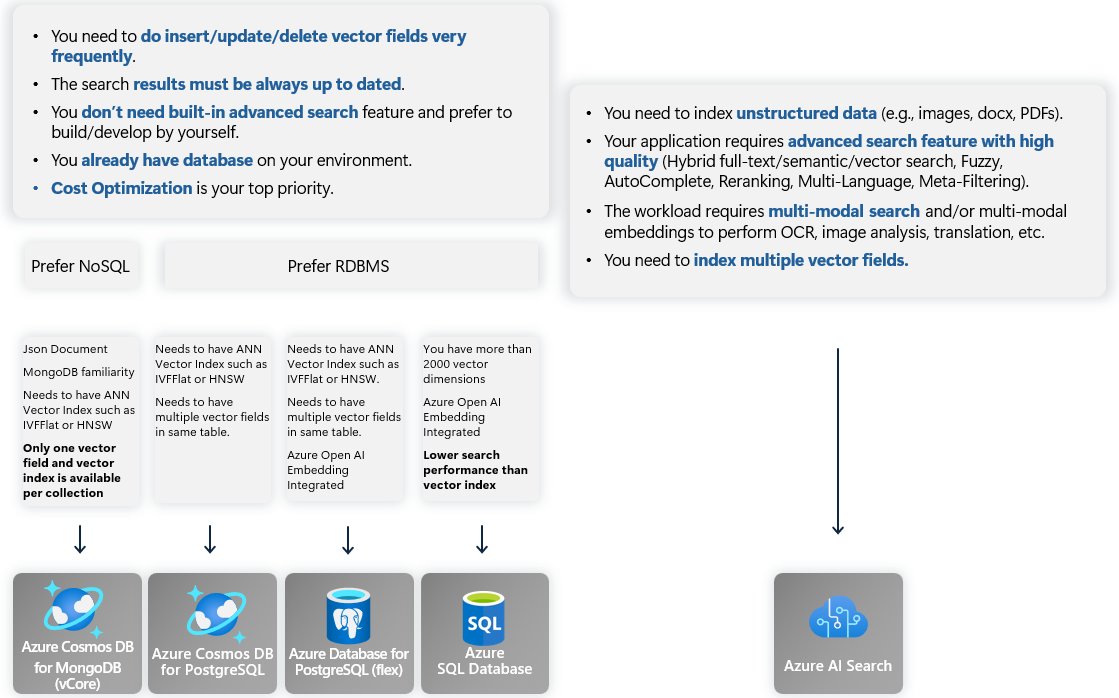 • You need to do insert/update/delete vector fields very
frequently.
• The search results must be always up to dated.
• You don’t need built-in advanced search feature and prefer to
build/develop by yourself.
• You already have database on your environment.
• Cost Optimization is your top priority.
• You need to index unstructured data (e.g., images, docx, PDFs).
• Your application requires advanced search feature with high
quality (Hybrid full-text/semantic/vector search, Fuzzy,
AutoComplete, Reranking, Multi-Language, Meta-Filtering).
• The workload requires multi-modal search and/or multi-modal
embeddings to perform OCR, image analysis, translation, etc.
• You need to index multiple vector fields.
Prefer NoSQL
Prefer RDBMS
Json Document
MongoDB familiarity
Needs to have ANN
Vector Index such as
IVFFlat or HNSW
Only one vector
field and vector
index is available
per collection
Needs to have ANN
Vector Index such as
IVFFlat or HNSW
Needs to have
multiple vector fields
in same table.
Needs to have ANN
Vector Index such as
IVFFlat or HNSW.
Needs to have
multiple vector fields
in same table.
Azure Open AI
Embedding
Integrated
You have more than
2000 vector
dimensions
Azure Open AI
Embedding
Integrated
Lower search
performance than
vector index
Azure Cosmos DB
for MongoDB
(vCore)
Azure Cosmos DB
for PostgreSQL
Azure Database for
PostgreSQL (flex)
SQL
Azure
SQL Database
Azure AI Search